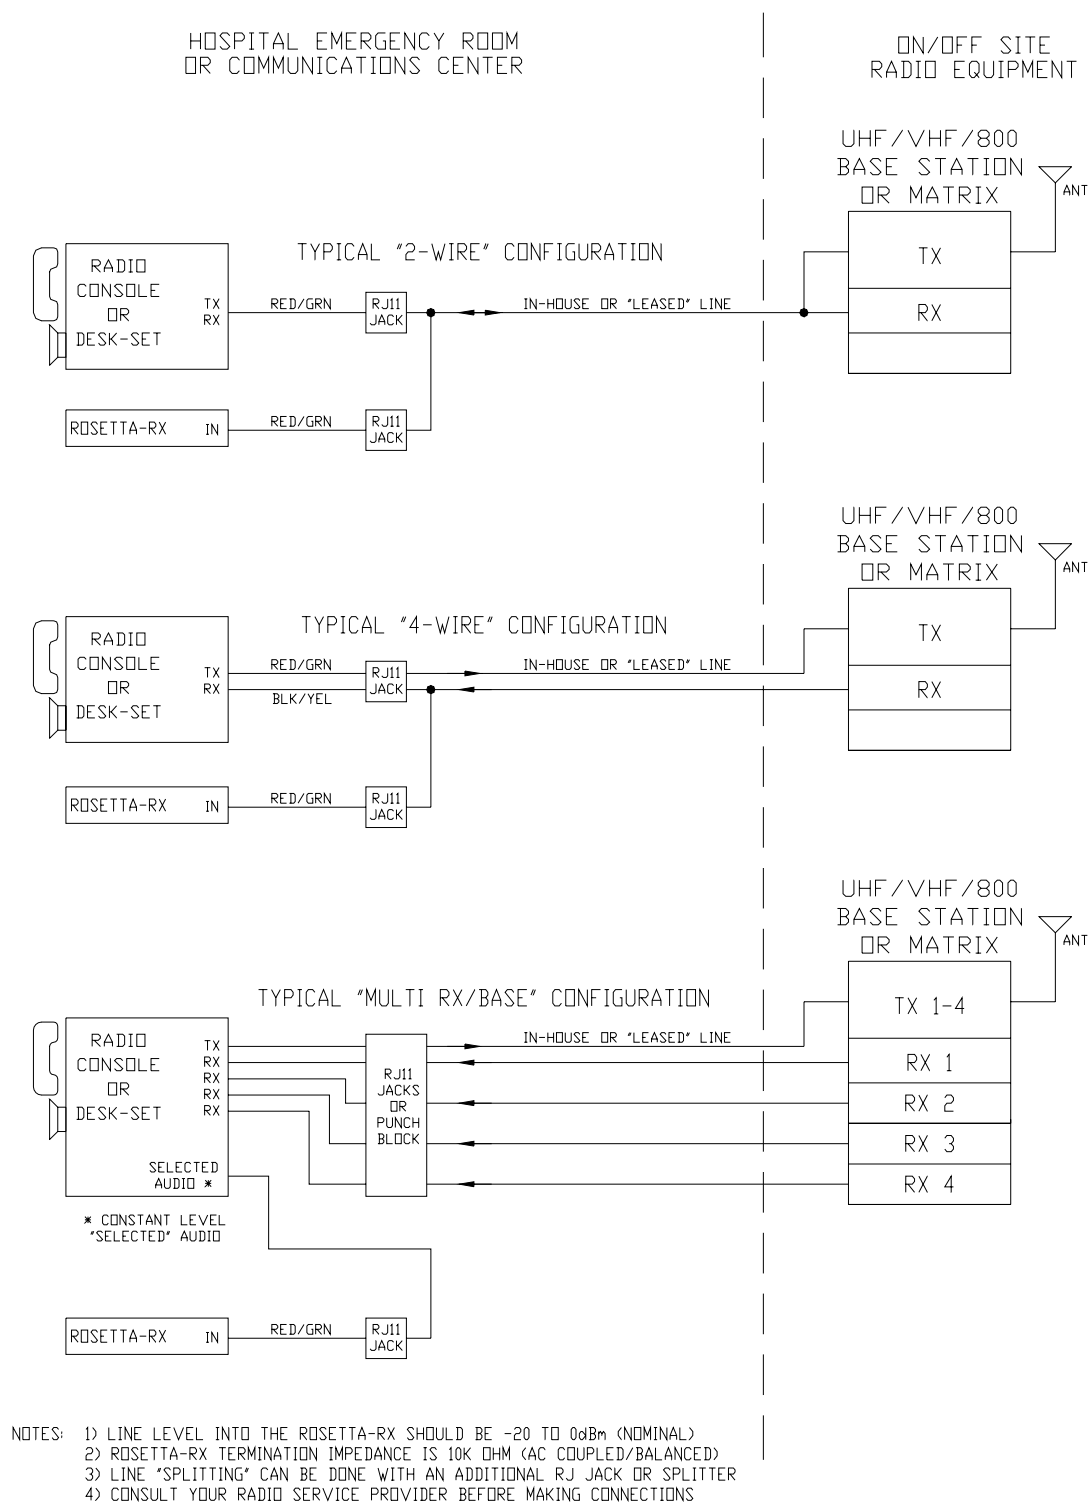 HOSPITAL EMERGENCY ROOM
OR COMMUNICATIONS CENTER
ON/OFF SITE
RADIO EQUIPMENT
UHF/VHF/800
BASE STATION
OR MATRIX
ANT
TYPICAL "2-WIRE" CONFIGURATION
RADIO
CONSOLE
OR
DESK-SET
TX
RX
RED/GRN
RJ11
JACK
IN-HOUSE OR "LEASED" LINE
TX
RX
ROSETTA-RX IN
RED/GRN
RJ11
JACK
UHF/VHF/800
BASE STATION
OR MATRIX
ANT
TYPICAL "4-WIRE" CONFIGURATION
RADIO
CONSOLE
OR
DESK-SET
TX
RX
RED/GRN
BLK/YEL
RJ11
JACK
IN-HOUSE OR "LEASED" LINE
TX
RX
ROSETTA-RX IN
RED/GRN
RJ11
JACK
UHF/VHF/800
BASE STATION
OR MATRIX
ANT
TYPICAL "MULTI RX/BASE" CONFIGURATION
RADIO
CONSOLE
OR
DESK-SET
TX
RX
RX
RX
RX
SELECTED
AUDIO *
RJ11
JACKS
OR
PUNCH
BLOCK
IN-HOUSE OR "LEASED" LINE
TX 1-4
RX 1
RX 2
RX 3
RX 4
* CONSTANT LEVEL
"SELECTED" AUDIO
ROSETTA-RX IN
RED/GRN
RJ11
JACK
NOTES: 1) LINE LEVEL INTO THE ROSETTA-RX SHOULD BE -20 TO 0dBm (NOMINAL)
2) ROSETTA-RX TERMINATION IMPEDANCE IS 10K OHM (AC COUPLED/BALANCED)
3) LINE "SPLITTING" CAN BE DONE WITH AN ADDITIONAL RJ JACK OR SPLITTER
4) CONSULT YOUR RADIO SERVICE PROVIDER BEFORE MAKING CONNECTIONS